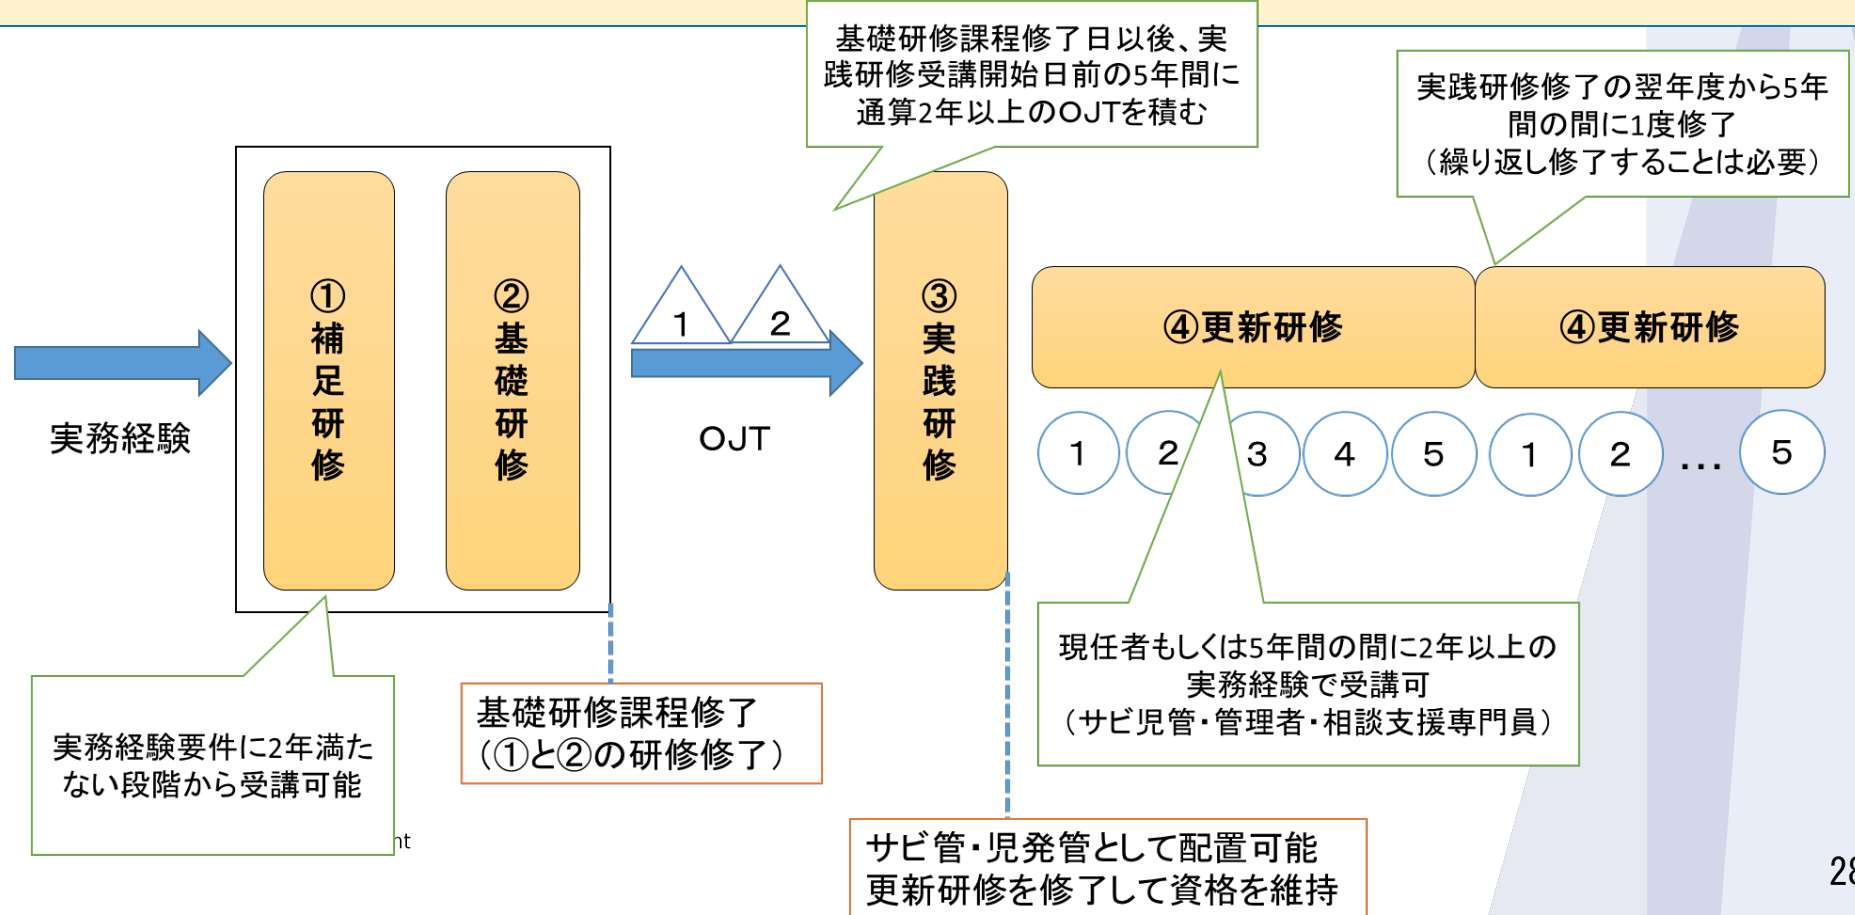 基礎研修課程修了日以後、実
践研修受講開始日前の5年間に
通算2年以上のOJTを積む
実践研修修了の翌年度から5年
間の間に1度修了
（繰り返し修了することは必要）
実務経験
①補足研修
②基礎研修
1 2
OJT
③実践研修
④更新研修
④更新研修
1 2 3 4 5 1 2 … 5
実務経験要件に2年満た
ない段階から受講可能
基礎研修課程修了
（①と②の研修修了）
現任者もしくは5年間の間に2年以上の
実務経験で受講可
（サビ児管・管理者・相談支援専門員）
サビ管・児発管として配置可能
更新研修を修了して資格を維持
28